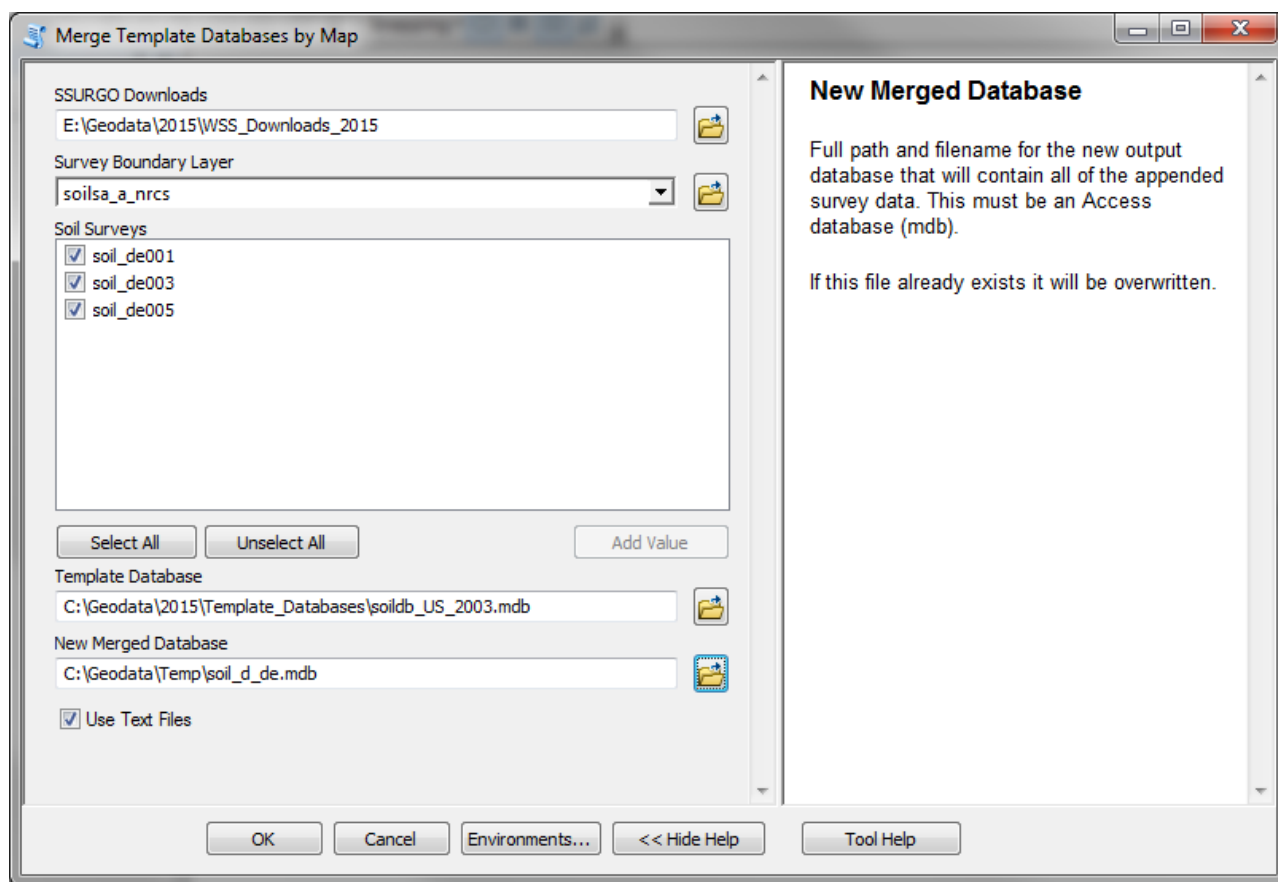 Merge Template Databases by Map
SSURGO Downloads
E:\Geodata\2015\WSS_Downloads_2015
Survey Boundary Layer
soilsa_a_nrcs
Soil Surveys
soil_de001
soil_de003
soil_de005
Select All
Unselect All
Add Value
Template Database
C:\Geodata\2015\Template_Databases\soildb_US_2003.mdb
New Merged Database
C:\Geodata\Temp\soil_d_de.mdb
Use Text Files
New Merged Database
Full path and filename for the new output
database that will contain all of the appended
survey data. This must be an Access
database (mdb).
If this file already exists it will be overwritten.
OK
Cancel
Environments...
<< Hide Help
Tool Help